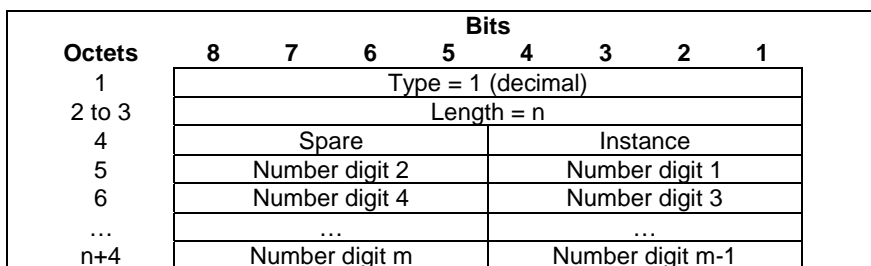 Bits
Octets 8 7 6 5 4 3 2 1
1 Type = 1 (decimal)
2 to 3 Length = n
4 Spare Instance
5 Number digit 2 Number digit 1
6 Number digit 4 Number digit 3
… … …
n+4 Number digit m Number digit m-1